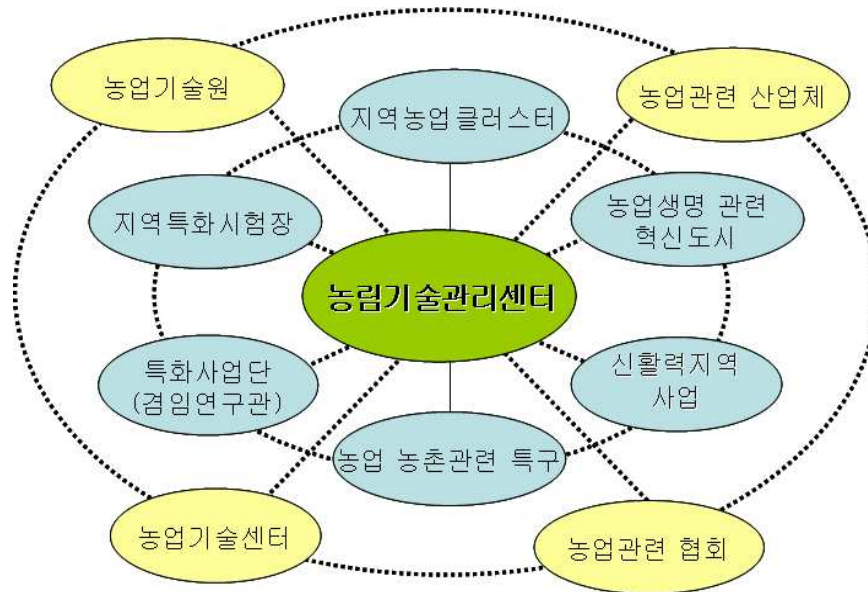 농업기술원
농업관련 산업체
지역농업클러스터
지역특화시험장
농업생명 관련
혁신도시
농림기술관리센터
특화사업단
(겸임연구관)
신활력지역
사업
농업 농촌관련 특구
농업기술센터
농업관련 협회